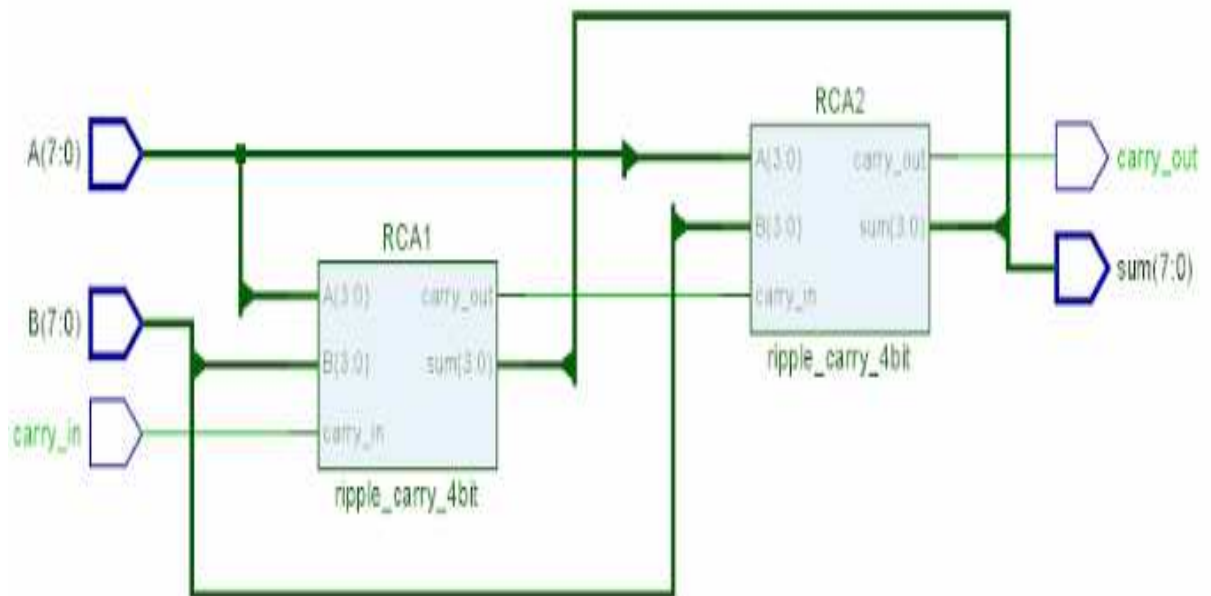 RCA2
A(7:0)
A(3:0)
carry_out
carry_out
RCA1
B(3:0)
sum(3:0)
sum(7:0)
A(3:0)
carry_out
carry_in
B(7:0)
B(3:0)
sum(3:0)
ripple_carry_4bit
carry_in
carry_in
ripple_carry_4bit